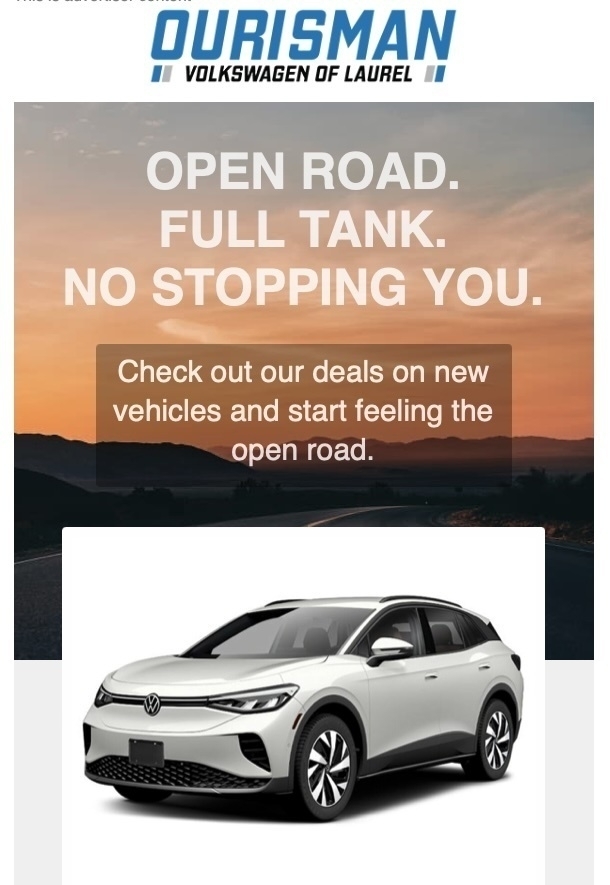 This is advertiser content
OURISMAN
VOLKSWAGEN OF LAUREL
OPEN ROAD.
FULL TANK.
NO STOPPING YOU.
Check out our deals on new
vehicles and start feeling the
open road.